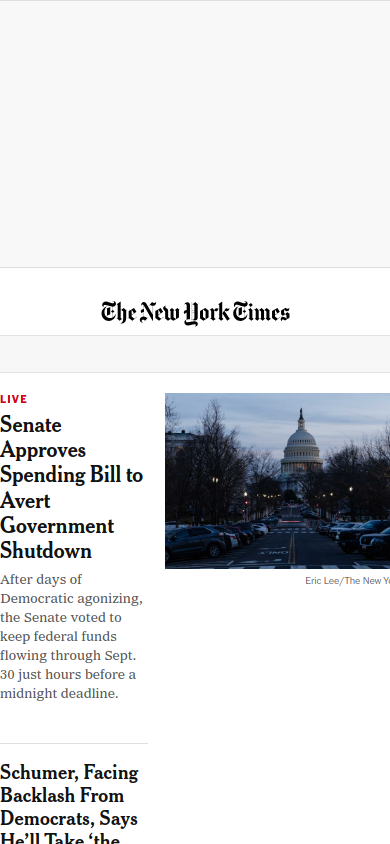 The New York Times
LIVE
Senate
Approves
Spending Bill to
Avert
Government
Shutdown
After days of
Democratic agonizing,
the Senate voted to
keep federal funds
flowing through Sept.
30 just hours before a
midnight deadline.
Eric Lee/The New
Schumer, Facing
Backlash From
Democrats, Says
He’ll Take ‘the